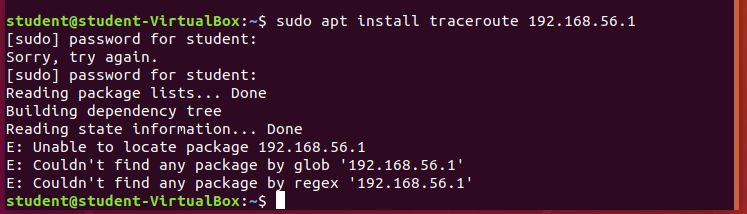 student@student-VirtualBox:~$ sudo apt install traceroute 192.168.56.1
[sudo] password for student:
Sorry, try again.
[sudo] password for student:
Reading package lists... Done
Building dependency tree
Reading state information... Done
E: Unable to locate package 192.168.56.1
E: Couldn't find any package by glob '192.168.56.1'
E: Couldn't find any package by regex '192.168.56.1'
student@student-VirtualBox:~$